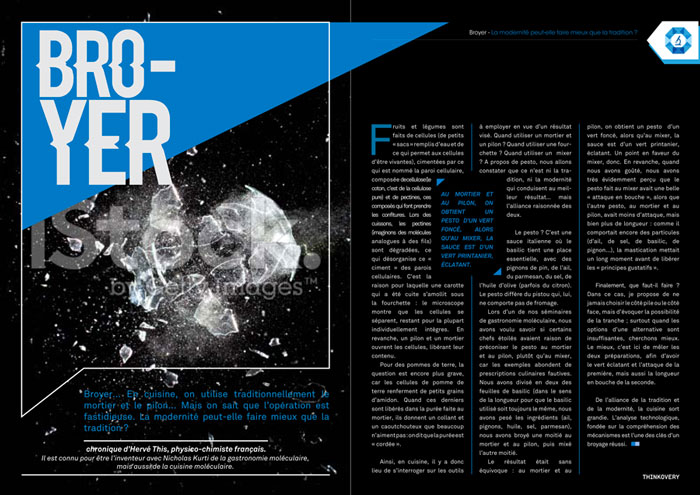 BRO-
YER
iS
by Getty Images™
Broyer... En cuisine, on utilise traditionnellement le
mortier et le pilon... Mais on sait que l'opération est
fastidieuse. La modernité peut-elle faire mieux que la
tradition ?
chronique d'Hervé This, physico-chimiste français.
Il est connu pour être l'inventeur avec Nicholas Kurti de la gastronomie moléculaire,
mais aussi de la cuisine moléculaire.
Broyer - La modernité peut-elle faire mieux que la tradition ?
Fruits et légumes sont
faits de cellules (de petits
« sacs » remplis d'eau et de
ce qui permet aux cellules
d'être vivantes), cimentées par ce
qui est nommé la paroi cellulaire,
composée de cellulose (le
coton, c'est de la cellulose
pure) et de pectines, ces
composés qui font prendre
les confitures. Lors des
cuissons, les pectines
(imaginons des molécules
analogues à des fils)
sont dégradées, ce
qui désorganise ce «
ciment » des parois
cellulaires. C'est la
raison pour laquelle une carotte
qui a été cuite s'amollit sous
la fourchette : le microscope
montre que les cellules se
séparent, restant pour la plupart
individuellement intègres. En
revanche, un pilon et un mortier
ouvrent les cellules, libérant leur
contenu.
Pour des pommes de terre, la
question est encore plus grave,
car les cellules de pomme de
terre renferment de petits grains
d'amidon. Quand ces derniers
sont libérés dans la purée faite au
mortier, ils donnent un collant et
un caoutchouteux que beaucoup
n'aiment pas : on dit que la purée est
« cordée ».
Ainsi, en cuisine, il y a donc
lieu de s'interroger sur les outils
AU MORTIER ET
AU PILON, ON
OBTIENT UN
PESTO D'UN VERT
FONCÉ, ALORS
QU'AU MIXER, LA
SAUCE EST D'UN
VERT PRINTANIER,
ÉCLATANT.
à employer en vue d'un résultat
visé. Quand utiliser un mortier et
un pilon ? Quand utiliser une four-
chette ? Quand utiliser un mixer
? A propos de pesto, nous allons
constater que ce n'est ni la tra-
dition, ni la modernité
qui conduisent au meil-
leur résultat... mais
l'alliance raisonnée des
deux.
Le pesto ? C'est une
sauce italienne où le
basilic tient une place
essentielle, avec des
pignons de pin, de l'ail,
du parmesan, du sel, de
l'huile d'olive (parfois du citron).
Le pesto diffère du pistou qui, lui,
ne comporte pas de fromage.
Lors d'un de nos séminaires
de gastronomie moléculaire, nous
avons voulu savoir si certains
chefs étoilés avaient raison de
préconiser le pesto au mortier
et au pilon, plutôt qu'au mixer,
car les exemples abondent de
prescriptions culinaires fautives.
Nous avons divisé en deux des
feuilles de basilic (dans le sens
de la longueur pour que le basilic
utilisé soit toujours le même, nous
avons pesé les ingrédients (ail,
pignons, huile, sel, parmesan),
nous avons broyé une moitié au
mortier et au pilon, puis mixé
l'autre moitié.
Le résultat était sans
équivoque : au mortier et au
pilon, on obtient un pesto d'un
vert foncé, alors qu'au mixer, la
sauce est d'un vert printanier,
éclatant. Un point en faveur du
mixer, donc. En revanche, quand
nous avons goûté, nous avons
très évidemment perçu que le
pesto fait au mixer avait une belle
« attaque en bouche », alors que
l'autre pesto, au mortier et au
pilon, avait moins d'attaque, mais
bien plus de longueur : comme il
comportait encore des particules
(d'ail, de sel, de basilic, de
pignon...), la mastication mettait
un long moment avant de libérer
les « principes gustatifs ».
Finalement, que faut-il faire ?
Dans ce cas, je propose de ne
jamais choisir le côté pile ou le côté
face, mais d'évoquer la possibilité
de la tranche : surtout quand les
options d'une alternative sont
insuffisantes, cherchons mieux.
Le mieux, c'est ici de mêler les
deux préparations, afin d'avoir
le vert éclatant et l'attaque de la
première, mais aussi la longueur
en bouche de la seconde.
De l'alliance de la tradition et
de la modernité, la cuisine sort
grandie. L'analyse technologique,
fondée sur la compréhension des
mécanismes est l'une des clés d'un
broyage réussi.
THINKOVERY